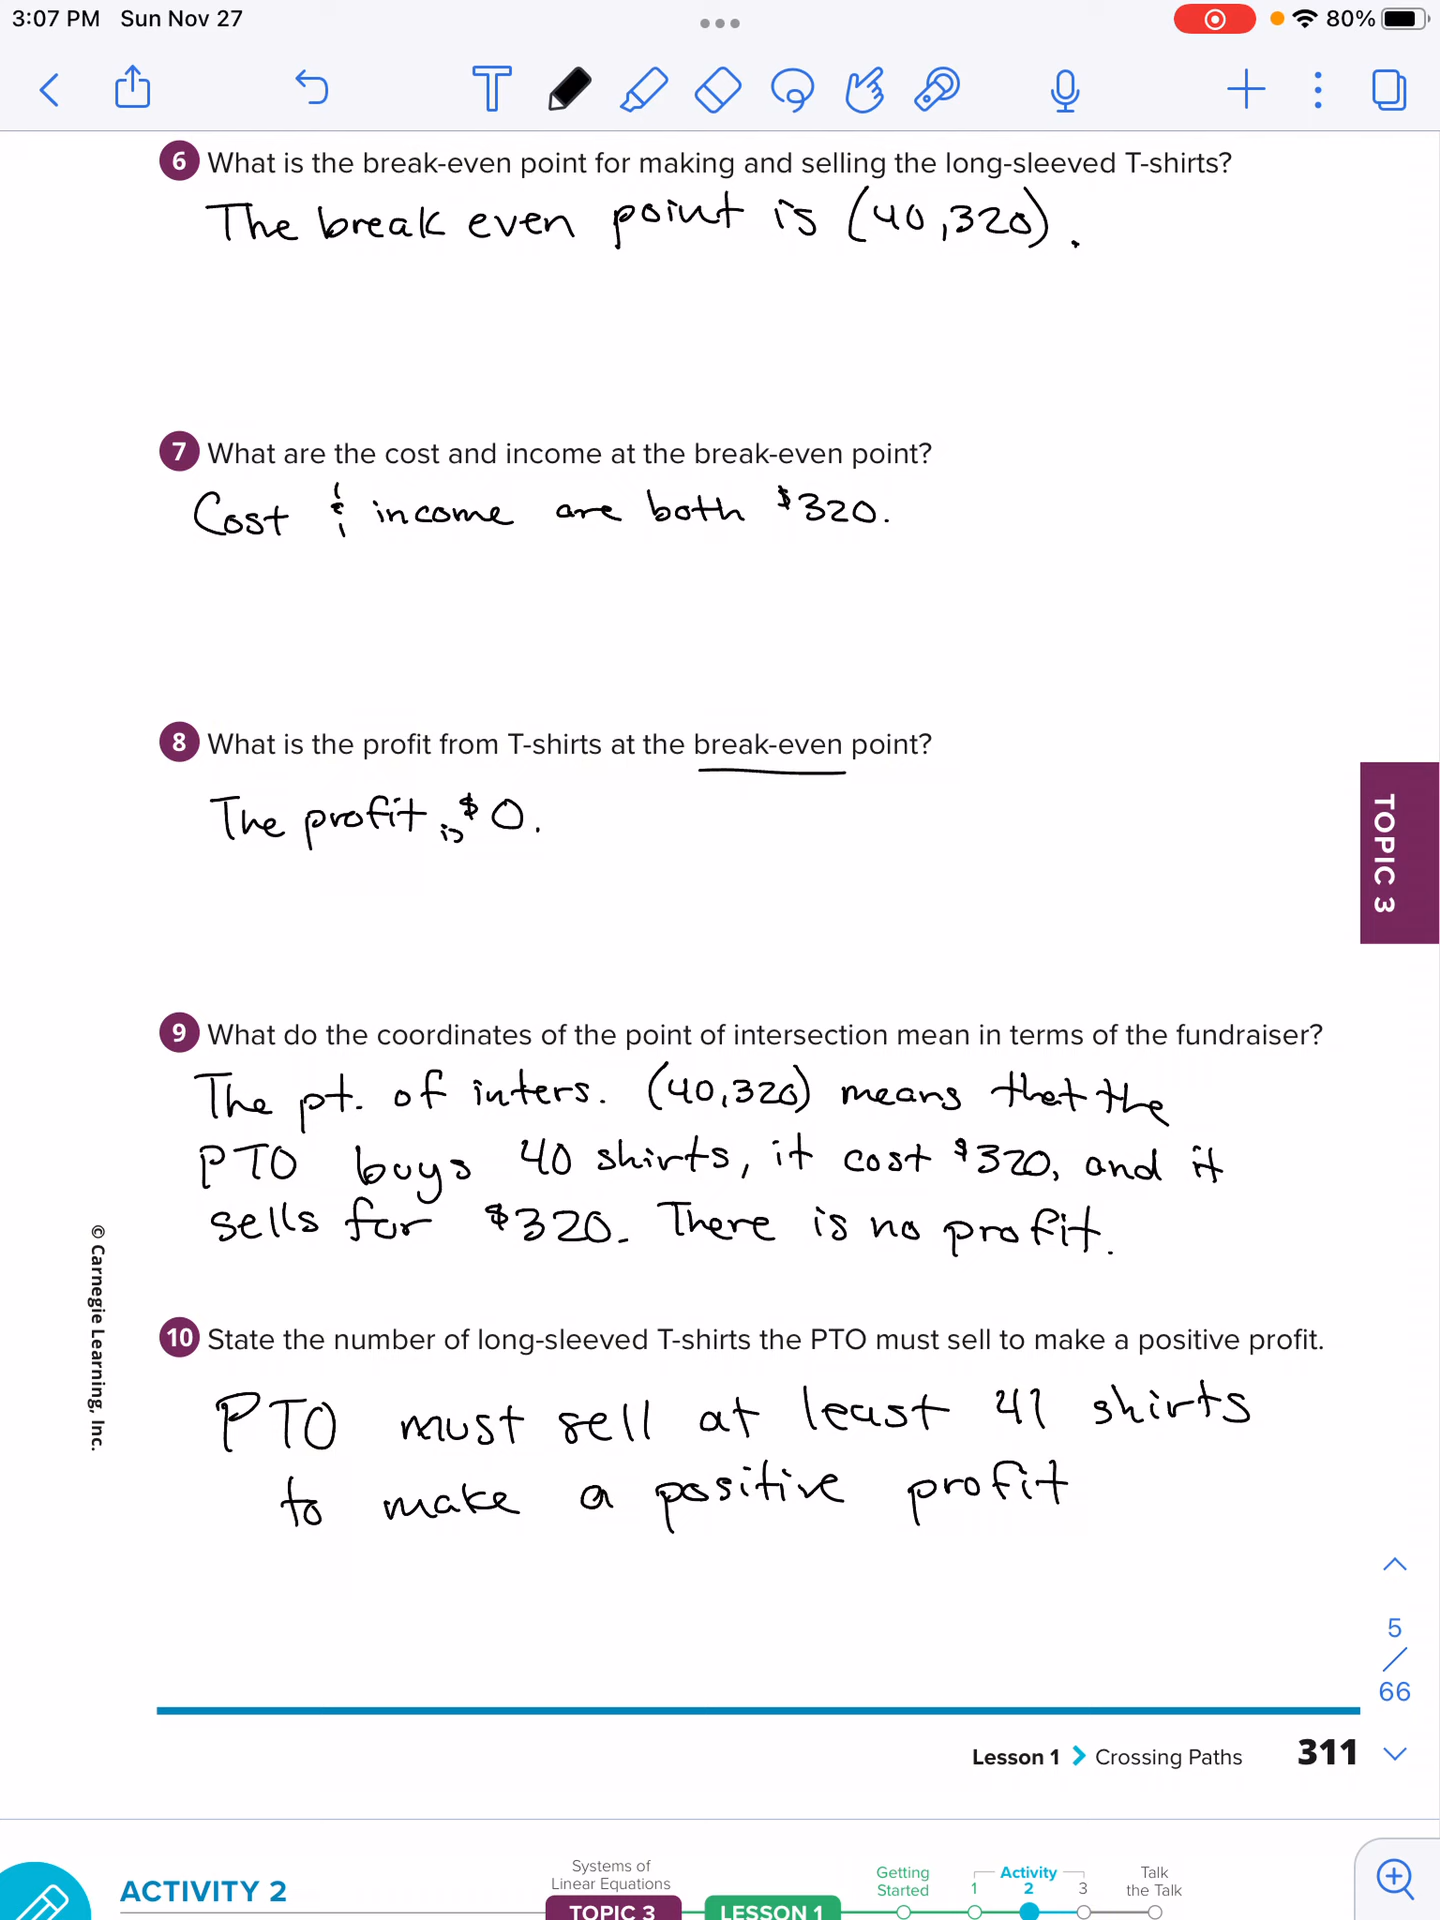 3:07 PM Sun Nov 27
80%
6 What is the break-even point for making and selling the long-sleeved T-shirts?
The break even point is (40,320).
7 What are the cost and income at the break-even point?
Cost & income are both $320.
8 What is the profit from T-shirts at the break-even point?
The profit is $0.
9 What do the coordinates of the point of intersection mean in terms of the fundraiser?
The pt. of inters. (40,320) means that the
PTO buys 40 shirts, it cost $320, and it
sells for $320. There is no profit.
10 State the number of long-sleeved T-shirts the PTO must sell to make a positive profit.
PTO must sell at least 41 shirts
to make a positive profit
TOPIC 3
© Carnegie Learning, Inc.
5
/
66
Lesson 1 > Crossing Paths 311
ACTIVITY 2
Systems of
Linear Equations
TOPIC 3
LESSON 1
Getting
Started
1
Activity
2
3
Talk
the Talk